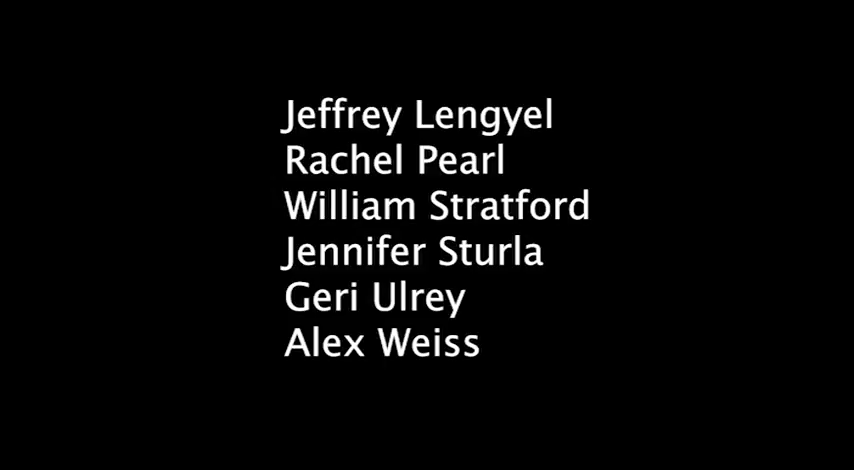 Jeffrey Lengyel
Rachel Pearl
William Stratford
Jennifer Sturla
Geri Ulrey
Alex Weiss